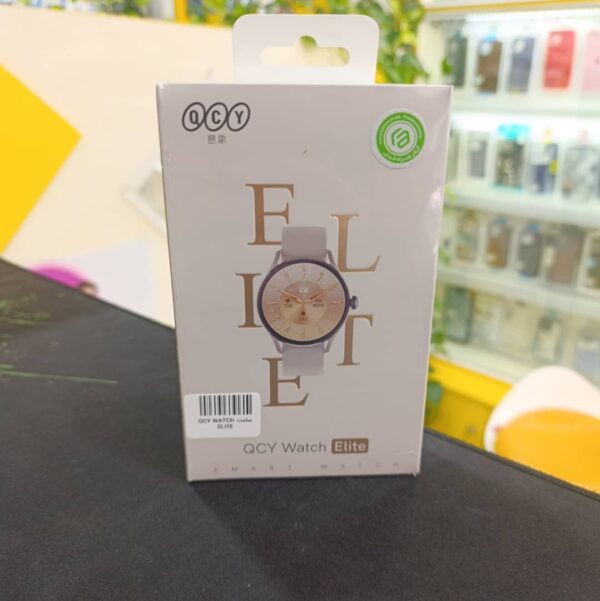 QCY
意象
E
L
I
T
E
ساعت QCY WATCH
ELITE
QCY Watch Elite
SMART WATCH